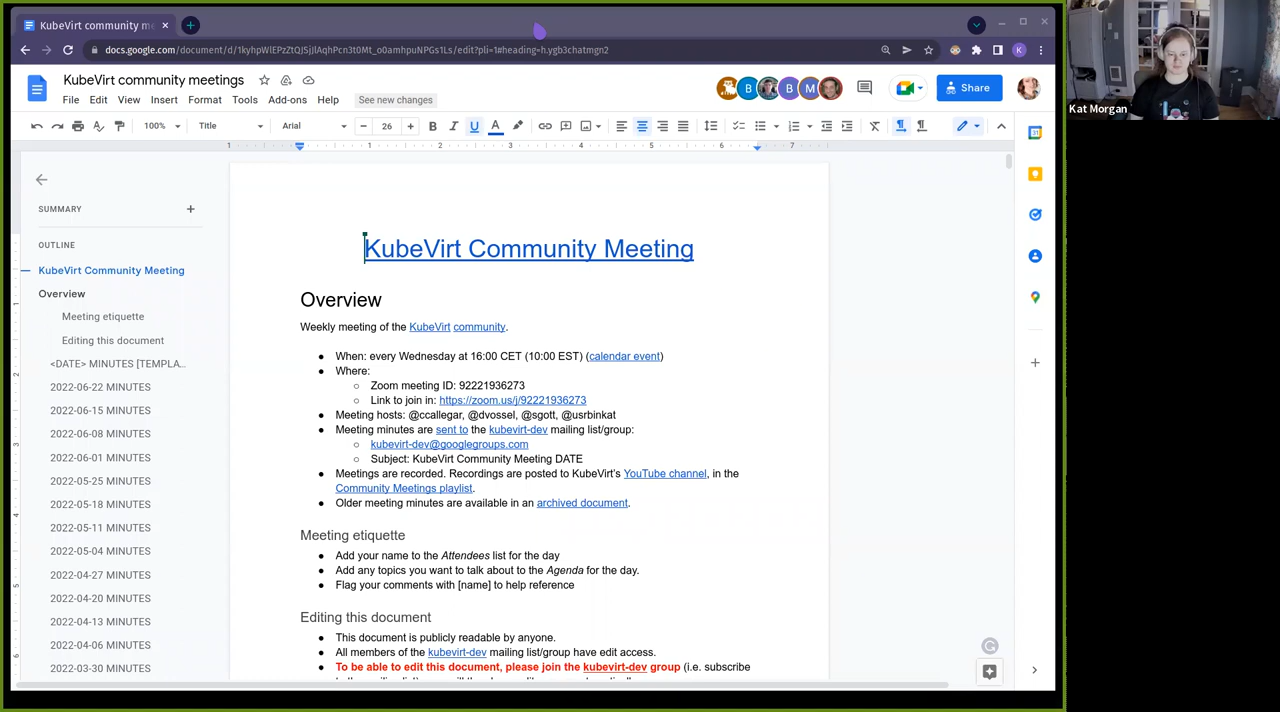 KubeVirt community me
docs.google.com/document/d/1kyhpWlEPzZtQJSjJlAqhPcn3t0Mt_o0amhpuNPGs1Ls/edit?pli=1#heading=h.ygb3chatmgn2
K
KubeVirt community meetings
File Edit View Insert Format Tools Add-ons Help See new changes
B B M
Share
Kat Morgan
100% Title Arial 26 B I U A
1 1 2 3 4 5 6 7
SUMMARY
OUTLINE
KubeVirt Community Meeting
Overview
Meeting etiquette
Editing this document
<DATE> MINUTES [TEMPLA...
2022-06-22 MINUTES
2022-06-15 MINUTES
2022-06-08 MINUTES
2022-06-01 MINUTES
2022-05-25 MINUTES
2022-05-18 MINUTES
2022-05-11 MINUTES
2022-05-04 MINUTES
2022-04-27 MINUTES
2022-04-20 MINUTES
2022-04-13 MINUTES
2022-04-06 MINUTES
2022-03-30 MINUTES
KubeVirt Community Meeting
Overview
Weekly meeting of the KubeVirt community.
● When: every Wednesday at 16:00 CET (10:00 EST) (calendar event)
● Where:
○ Zoom meeting ID: 92221936273
○ Link to join in: https://zoom.us/j/92221936273
● Meeting hosts: @ccallegar, @dvossel, @sgott, @usrbinkat
● Meeting minutes are sent to the kubevirt-dev mailing list/group:
○ kubevirt-dev@googlegroups.com
○ Subject: KubeVirt Community Meeting DATE
● Meetings are recorded. Recordings are posted to KubeVirt's YouTube channel, in the
Community Meetings playlist.
● Older meeting minutes are available in an archived document.
Meeting etiquette
● Add your name to the Attendees list for the day
● Add any topics you want to talk about to the Agenda for the day.
● Flag your comments with [name] to help reference
Editing this document
● This document is publicly readable by anyone.
● All members of the kubevirt-dev mailing list/group have edit access.
● To be able to edit this document, please join the kubevirt-dev group (i.e. subscribe